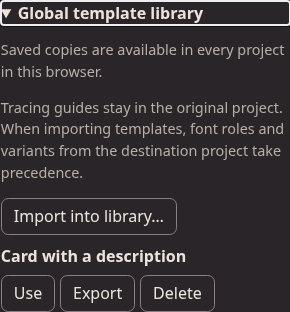 ▼ Global template library
Saved copies are available in every project
in this browser.
Tracing guides stay in the original project.
When importing templates, font roles and
variants from the destination project take
precedence.
Import into library...
Card with a description
Use Export Delete